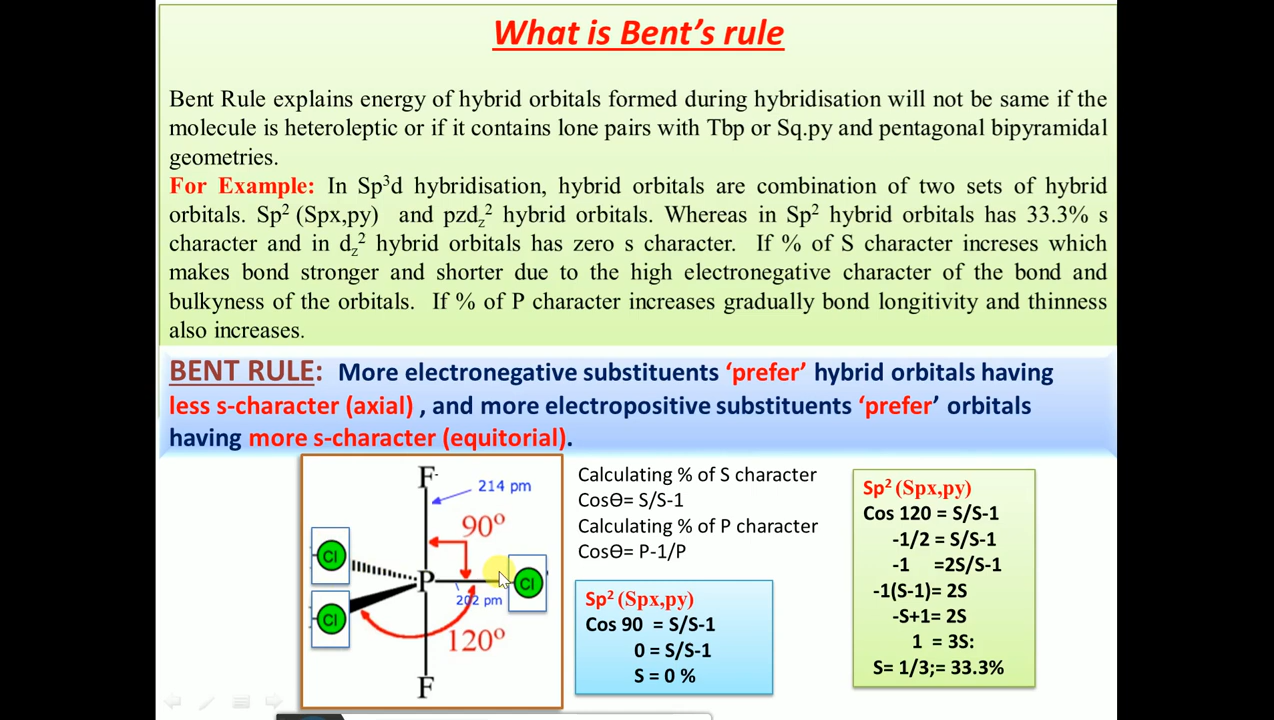 What is Bent's rule
Bent Rule explains energy of hybrid orbitals formed during hybridisation will not be same if the
molecule is heteroleptic or if it contains lone pairs with Tbp or Sq.py and pentagonal bipyramidal
geometries.
For Example: In Sp³d hybridisation, hybrid orbitals are combination of two sets of hybrid
orbitals. Sp² (Spx,py) and pzd_z² hybrid orbitals. Whereas in Sp² hybrid orbitals has 33.3% s
character and in d_z² hybrid orbitals has zero s character. If % of S character increses which
makes bond stronger and shorter due to the high electronegative character of the bond and
bulkyness of the orbitals. If % of P character increases gradually bond longitivity and thinness
also increases.
BENT RULE: More electronegative substituents ‘prefer’ hybrid orbitals having
less s-character (axial) , and more electropositive substituents ‘prefer’ orbitals
having more s-character (equitorial).
F
214 pm
90º
Cl
P
Cl
202 pm
Cl
120º
F
Calculating % of S character
CosѲ= S/S-1
Calculating % of P character
CosѲ= P-1/P
Sp² (Spx,py)
Cos 90 = S/S-1
0 = S/S-1
S = 0 %
Sp² (Spx,py)
Cos 120 = S/S-1
-1/2 = S/S-1
-1 =2S/S-1
-1(S-1)= 2S
-S+1= 2S
1 = 3S:
S= 1/3;= 33.3%